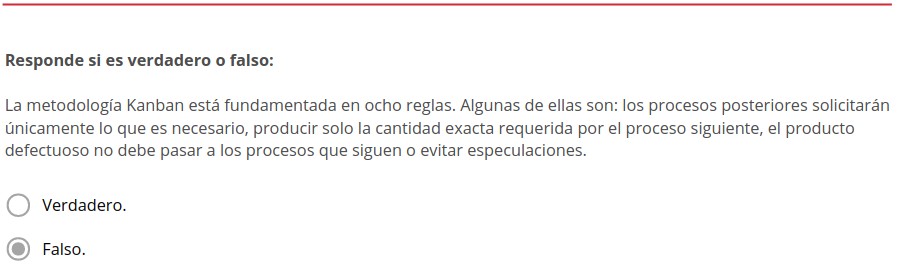 Responde si es verdadero o falso:
La metodología Kanban está fundamentada en ocho reglas. Algunas de ellas son: los procesos posteriores solicitarán
únicamente lo que es necesario, producir solo la cantidad exacta requerida por el proceso siguiente, el producto
defectuoso no debe pasar a los procesos que siguen o evitar especulaciones.
Verdadero.
Falso.